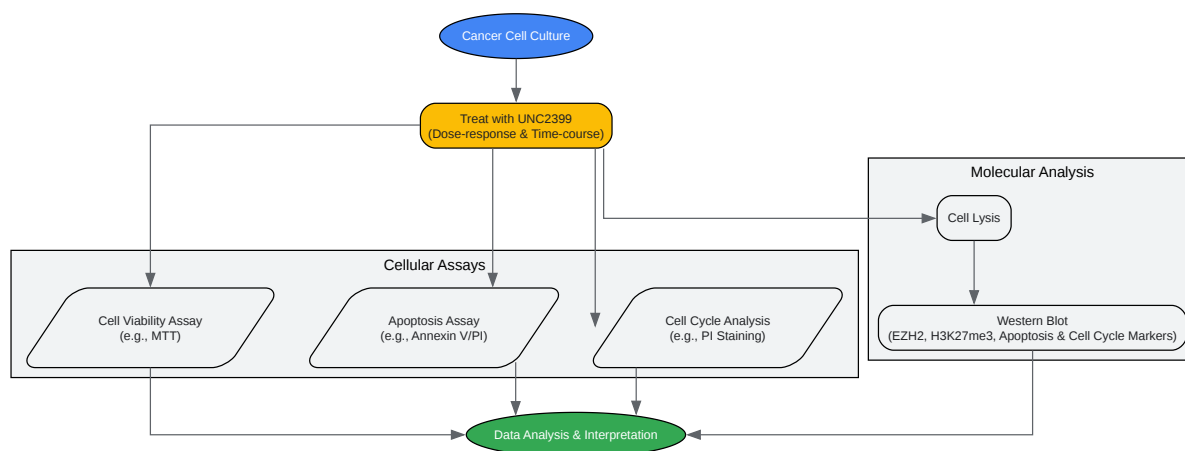 Cancer Cell Culture
Treat with UNC2399
(Dose-response & Time-course)
Molecular Analysis
Cell Lysis
Cellular Assays
Cell Viability Assay
(e.g., MTT)
Apoptosis Assay
(e.g., Annexin V/PI)
Cell Cycle Analysis
(e.g., PI Staining)
Western Blot
(EZH2, H3K27me3, Apoptosis & Cell Cycle Markers)
Data Analysis & Interpretation